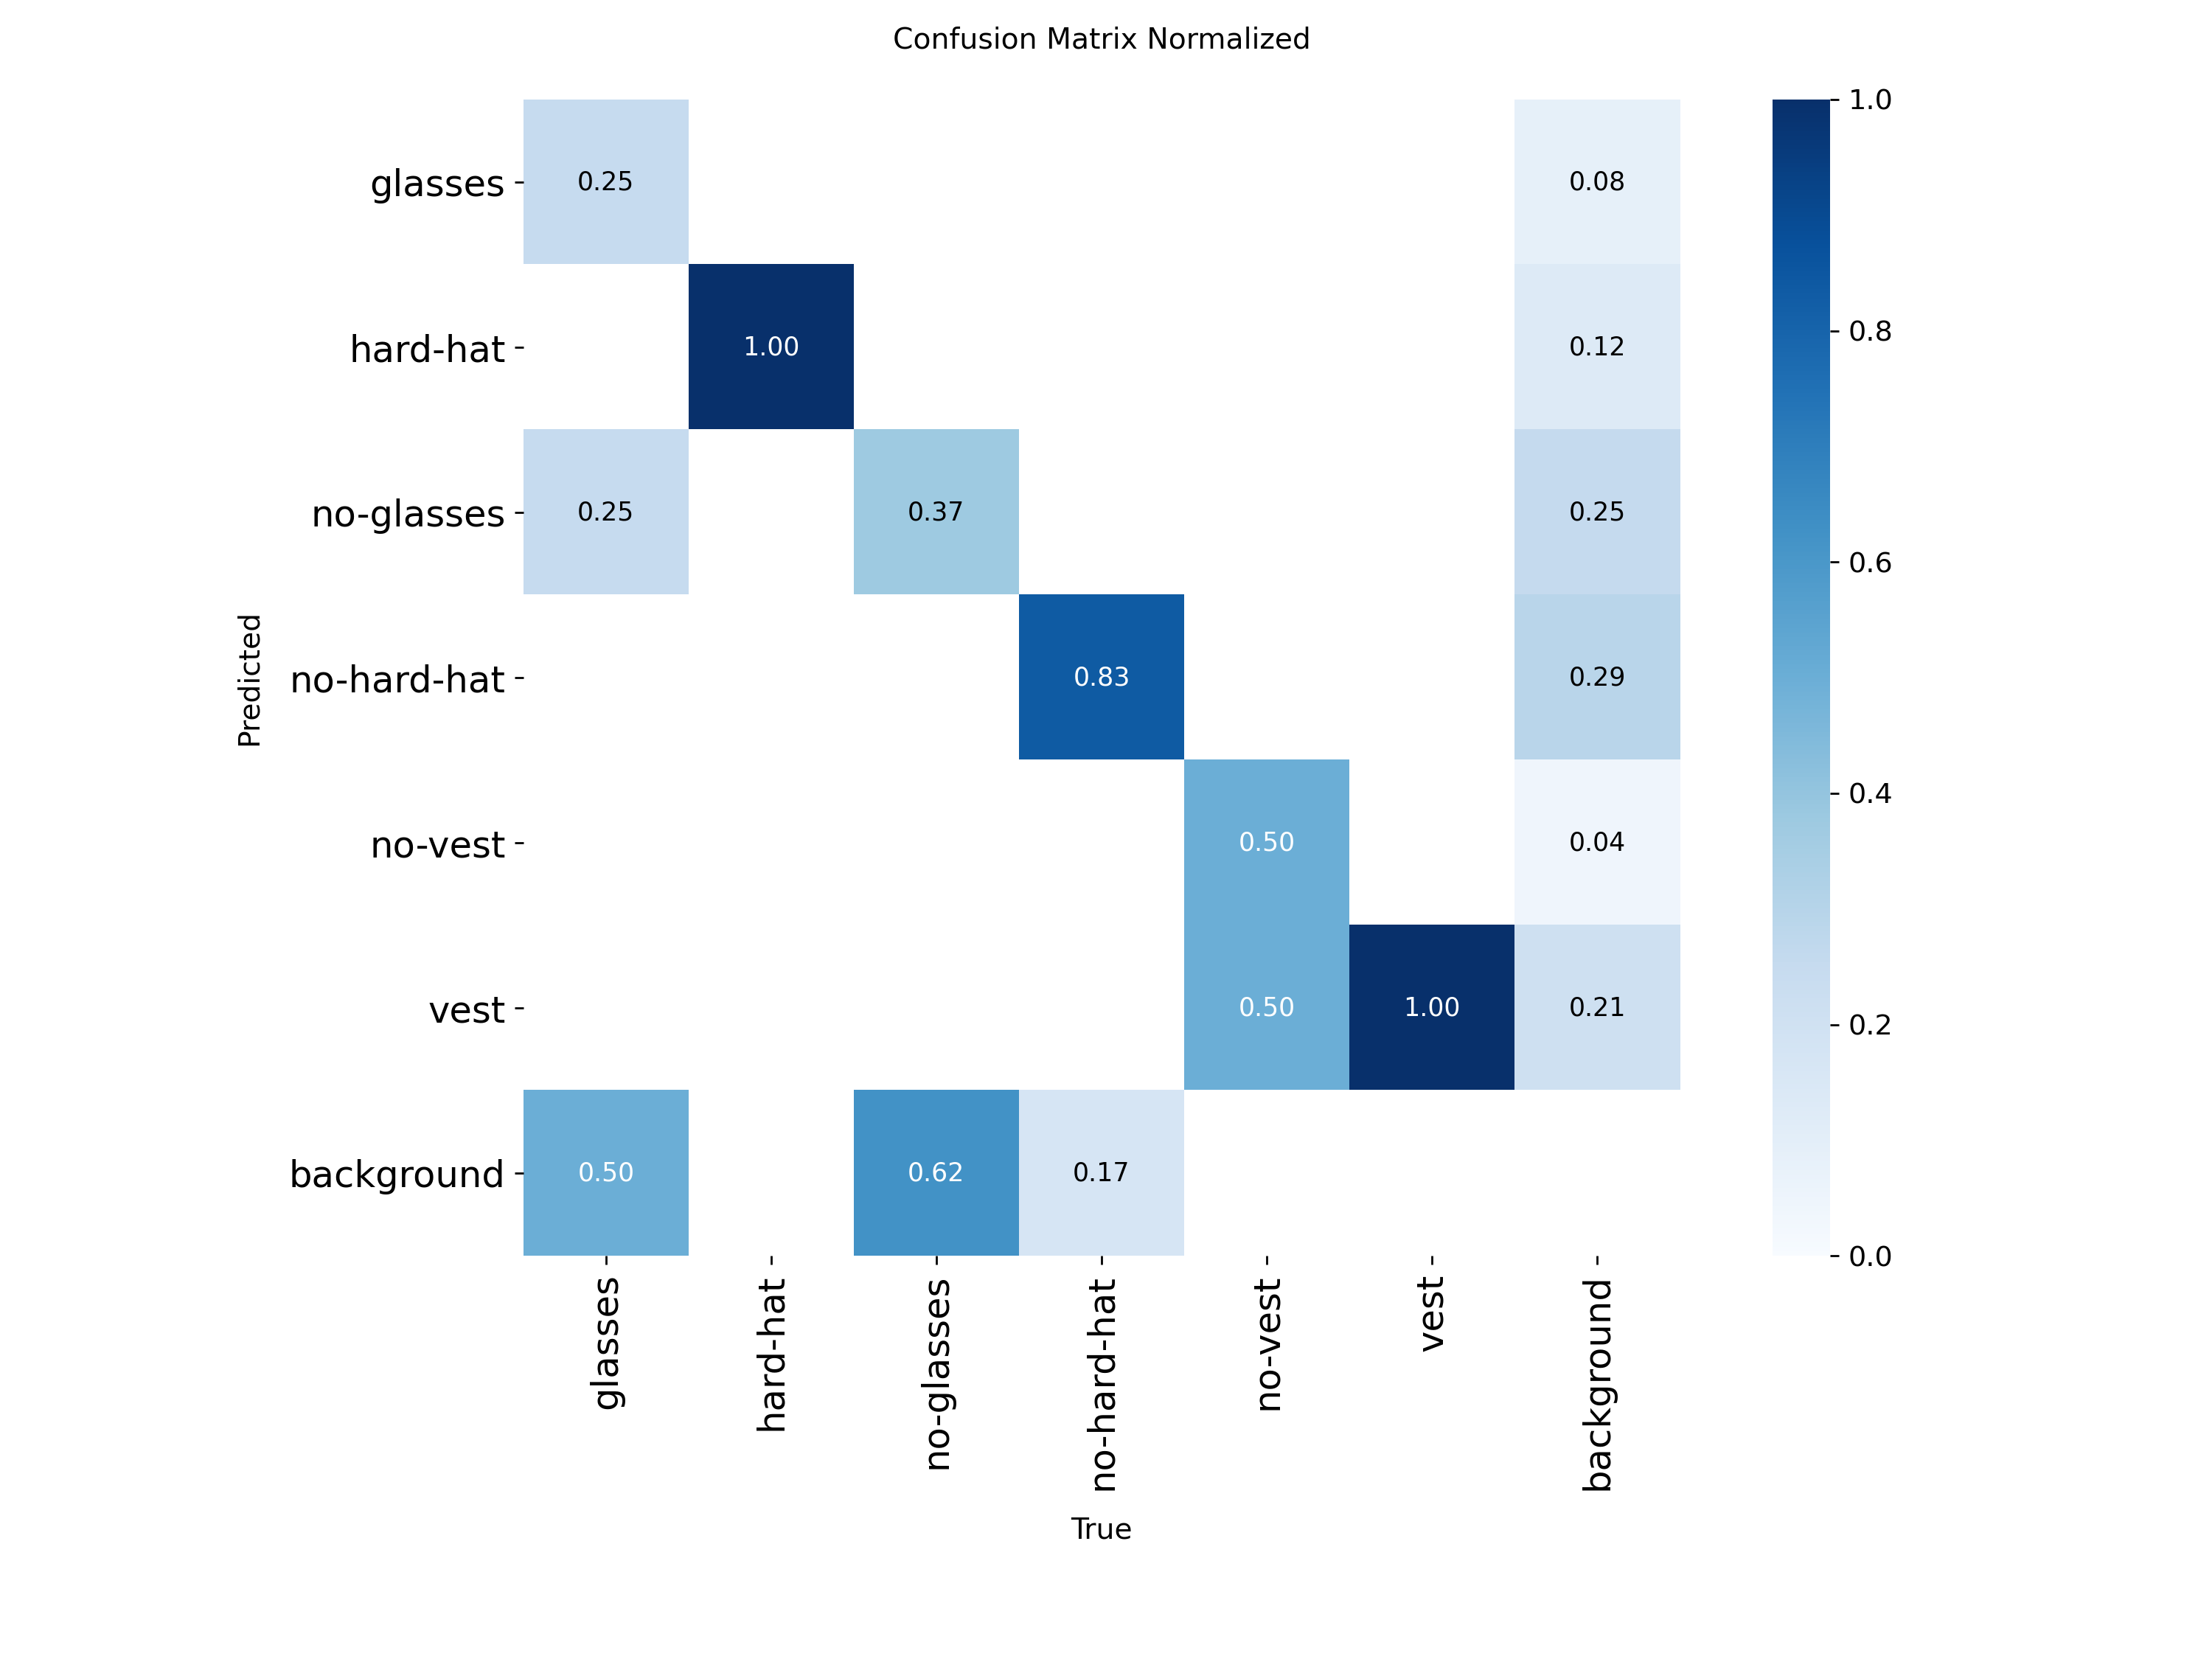 Confusion Matrix Normalized
glasses
0.25
0.08
1.0
hard-hat
1.00
0.12
0.8
no-glasses
0.25
0.37
0.25
0.6
Predicted
no-hard-hat
0.83
0.29
0.4
no-vest
0.50
0.04
vest
0.50
1.00
0.21
0.2
background
0.50
0.62
0.17
0.0
glasses
hard-hat
no-glasses
no-hard-hat
no-vest
vest
background
True